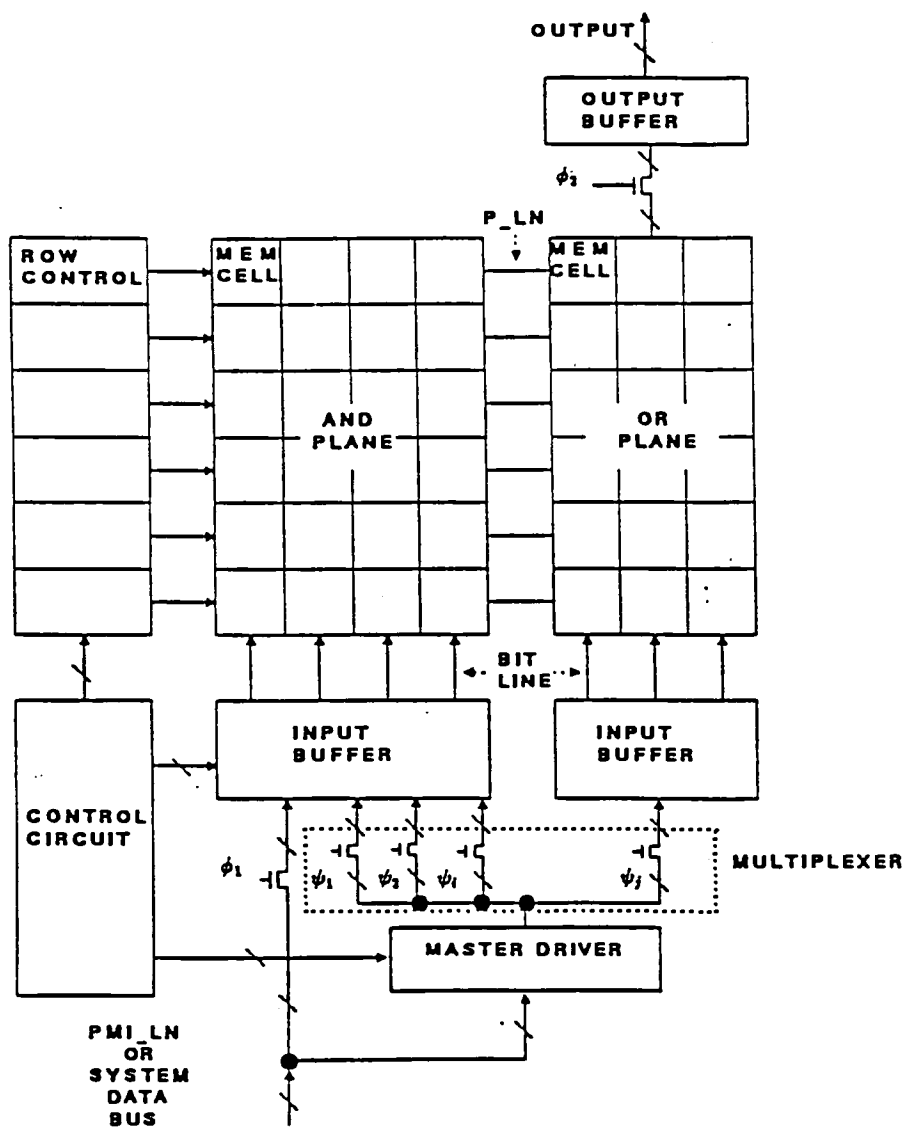 OUTPUT
OUTPUT
BUFFER
ϕ2
P_LN
ROW
CONTROL
MEM
CELL
MEM
CELL
AND
PLANE
OR
PLANE
BIT
LINE
INPUT
BUFFER
INPUT
BUFFER
CONTROL
CIRCUIT
ϕ1
ψ1
ψ2
ψi
ψj
MULTIPLEXER
MASTER DRIVER
PMI_LN
OR
SYSTEM
DATA
BUS